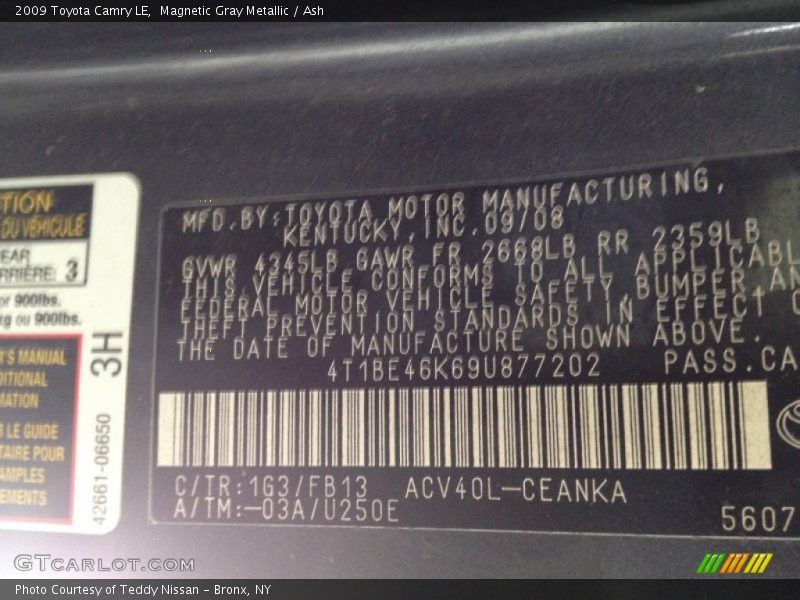 2009 Toyota Camry LE, Magnetic Gray Metallic / Ash
TION
DU VÉHICULE
EAR
RRIÈRE: 3
or 900lbs.
kg ou 900lbs.
R'S MANUAL
DITIONAL
MATION
LE GUIDE
TAIRE POUR
AMPLES
EMENTS
3H
42661-06650
MFD.BY:TOYOTA MOTOR MANUFACTURING,
KENTUCKY,INC.09/08
GVWR 4345LB GAWR FR 2668LB RR 2359LB
THIS VEHICLE CONFORMS TO ALL APPLICABL
FEDERAL MOTOR VEHICLE SAFETY,BUMPER,AN
THEFT PREVENTION STANDARDS IN EFFECT O
THE DATE OF MANUFACTURE SHOWN ABOVE.
4T1BE46K69U877202 PASS.CA
C/TR:1G3/FB13 ACV40L-CEANKA
A/TM:-03A/U250E
5607
GTCARLOT.COM
Photo Courtesy of Teddy Nissan - Bronx, NY